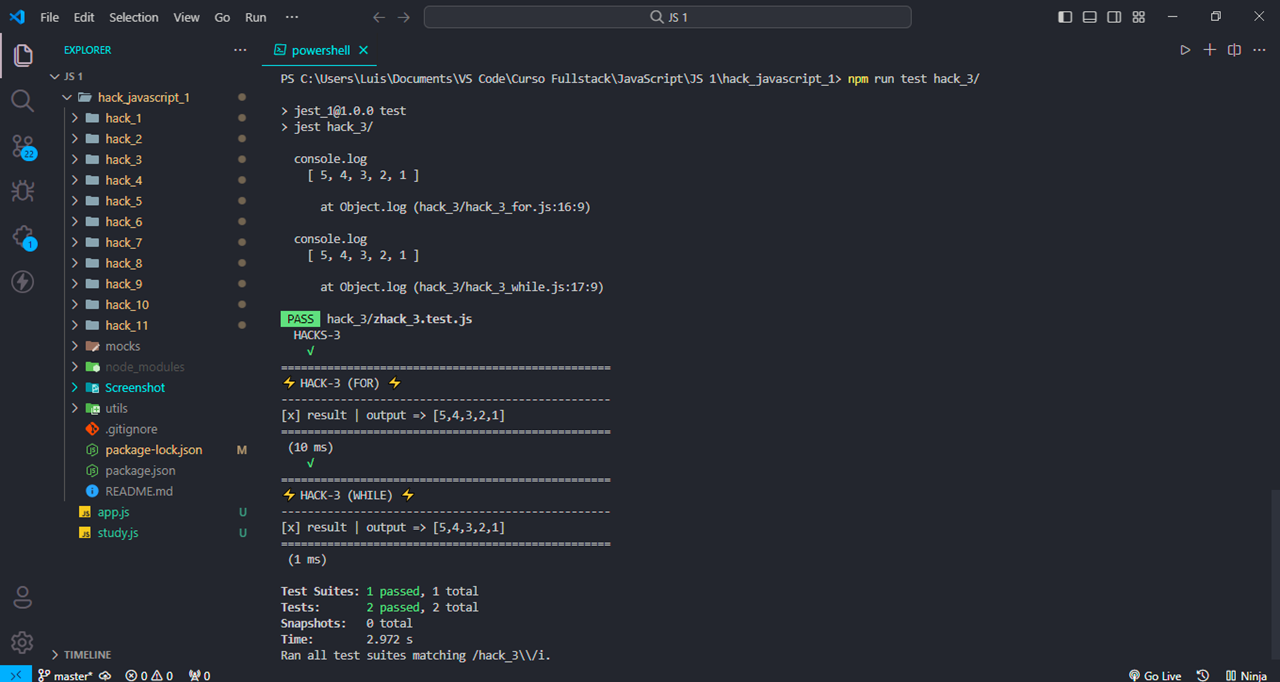 File Edit Selection View Go Run ··· JS 1
EXPLORER ···
JS 1
hack_javascript_1
hack_1
hack_2
hack_3
hack_4
hack_5
hack_6
hack_7
hack_8
hack_9
hack_10
hack_11
mocks
node_modules
Screenshot
utils
.gitignore
package-lock.json M
package.json
README.md
JS app.js U
JS study.js U
TIMELINE
22
1
powershell
PS C:\Users\Luis\Documents\VS Code\Curso Fullstack\JavaScript\JS 1\hack_javascript_1> npm run test hack_3/
> jest_1@1.0.0 test
> jest hack_3/
console.log
[ 5, 4, 3, 2, 1 ]
at Object.log (hack_3/hack_3_for.js:16:9)
console.log
[ 5, 4, 3, 2, 1 ]
at Object.log (hack_3/hack_3_while.js:17:9)
PASS hack_3/zhack_3.test.js
HACKS-3
√
==================================================
⚡ HACK-3 (FOR) ⚡
--------------------------------------------------
[x] result | output => [5,4,3,2,1]
==================================================
(10 ms)
√
==================================================
⚡ HACK-3 (WHILE) ⚡
--------------------------------------------------
[x] result | output => [5,4,3,2,1]
==================================================
(1 ms)
Test Suites: 1 passed, 1 total
Tests: 2 passed, 2 total
Snapshots: 0 total
Time: 2.972 s
Ran all test suites matching /hack_3\\/i.
master* 0 0 0 Go Live Ninja